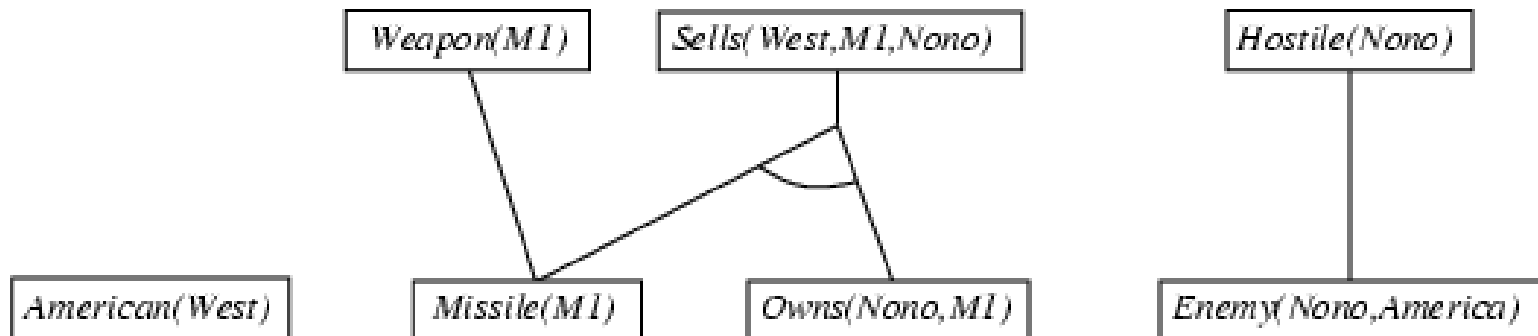 Weapon(M1)
Sells(West,M1,Nono)
Hostile(Nono)
American(West)
Missile(M1)
Owns(Nono,M1)
Enemy(Nono,America)